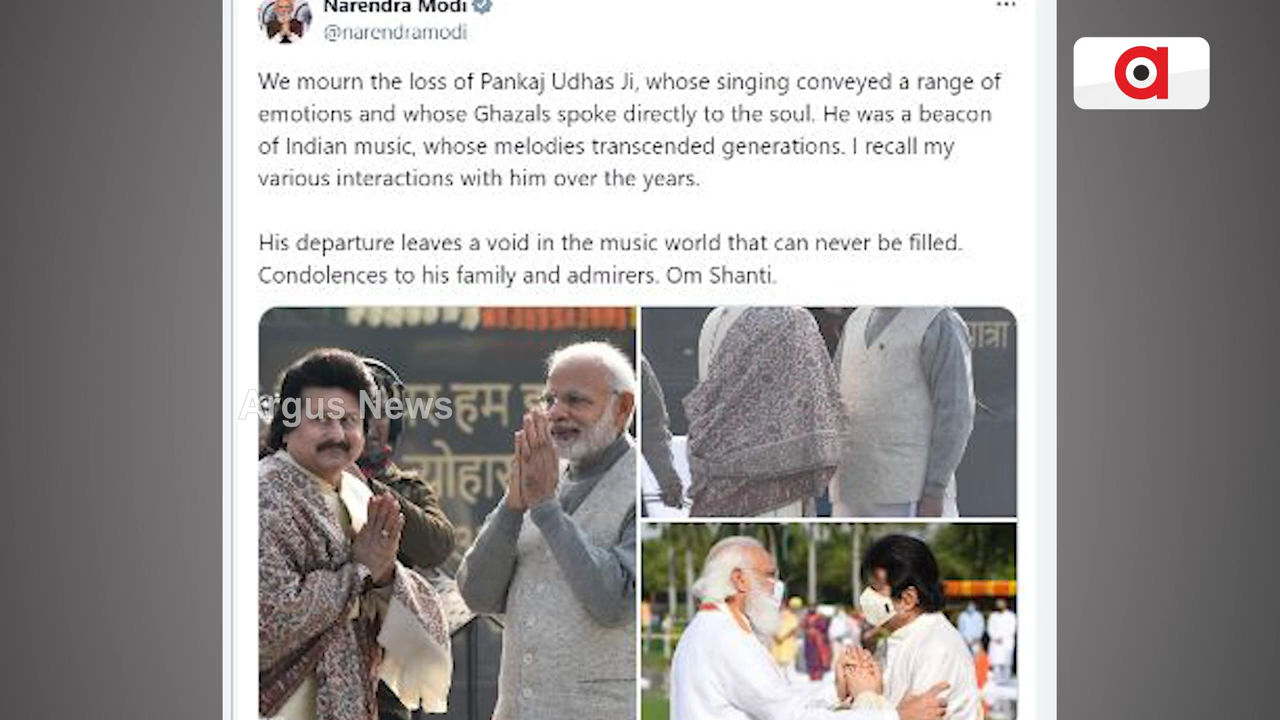 Narendra Modi
@narendramodi
We mourn the loss of Pankaj Udhas Ji, whose singing conveyed a range of
emotions and whose Ghazals spoke directly to the soul. He was a beacon
of Indian music, whose melodies transcended generations. I recall my
various interactions with him over the years.
His departure leaves a void in the music world that can never be filled.
Condolences to his family and admirers. Om Shanti.
Argus News
हम